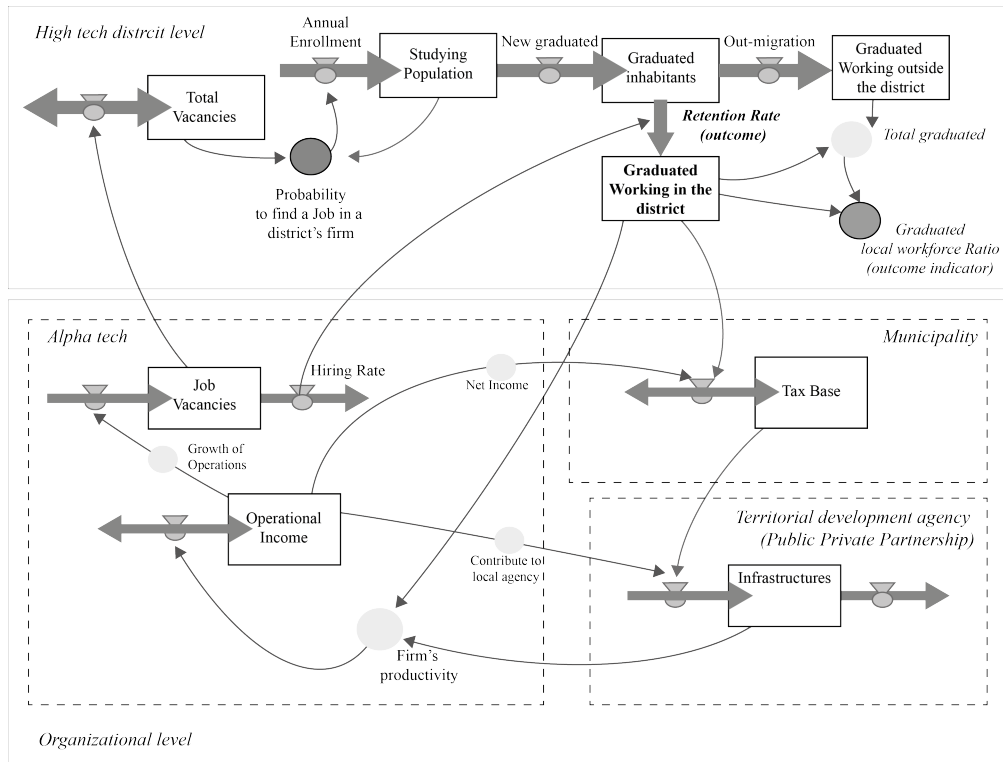 High tech distrcit level
Annual
Enrollment
Studying
Population
New graduated
Graduated
inhabitants
Out-migration
Graduated
Working outside
the district
Total
Vacancies
Retention Rate
(outcome)
Total graduated
Probability
to find a Job in a
district's firm
Graduated
Working in the
district
Graduated
local workforce Ratio
(outcome indicator)
Alpha tech
Municipality
Job
Vacancies
Hiring Rate
Net Income
Tax Base
Growth of
Operations
Operational
Income
Contribute to
local agency
Territorial development agency
(Public Private Partnership)
Infrastructures
Firm's
productivity
Organizational level